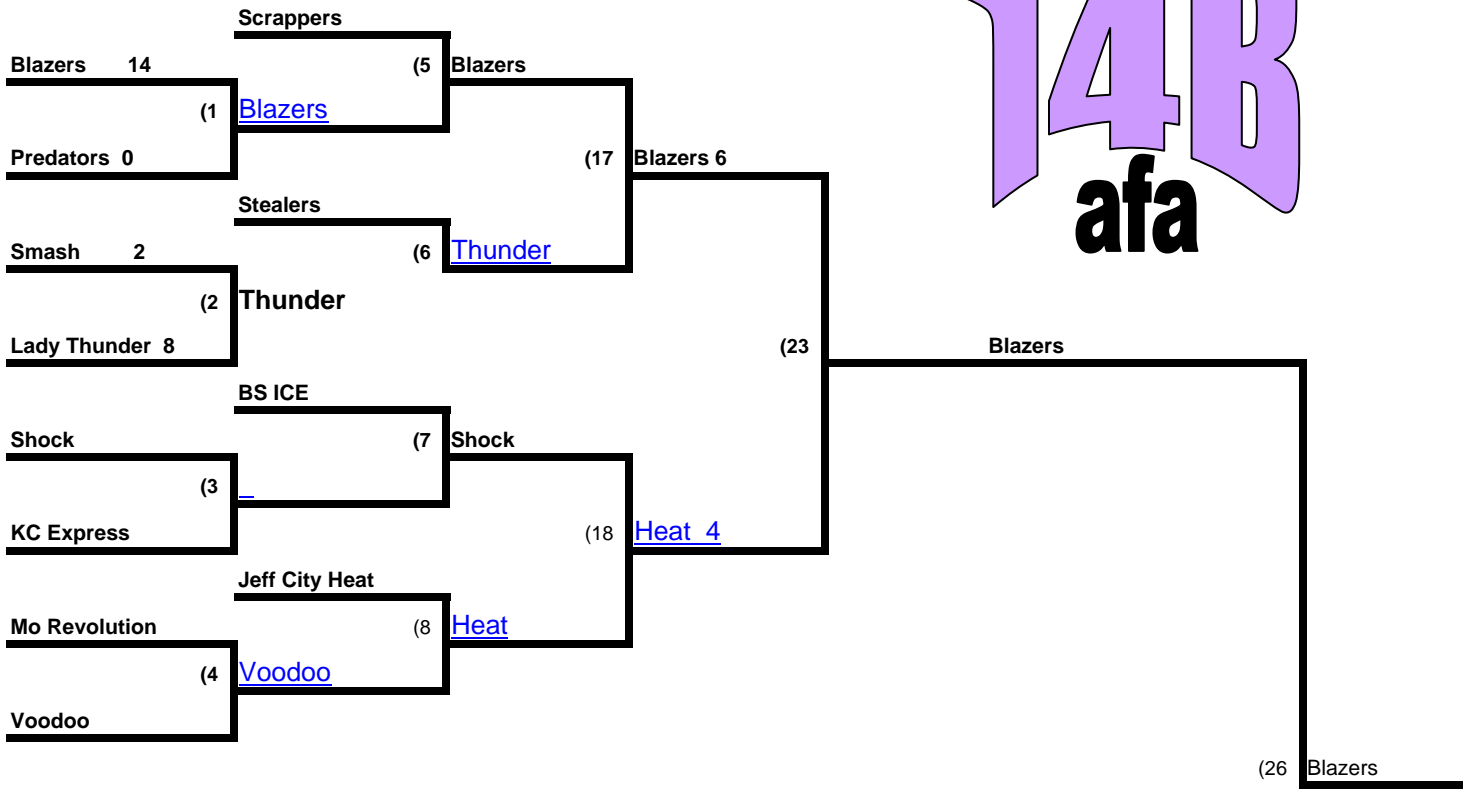 Scrappers
Blazers 14
(5 Blazers
(1 Blazers
Predators 0
(17 Blazers 6
Stealers
Smash 2
(6 Thunder
(2 Thunder
Lady Thunder 8
(23 Blazers
BS ICE
Shock
(7 Shock
(3
KC Express
(18 Heat 4
Jeff City Heat
Mo Revolution
(8 Heat
(4 Voodoo
Voodoo
(26 Blazers
14B
afa